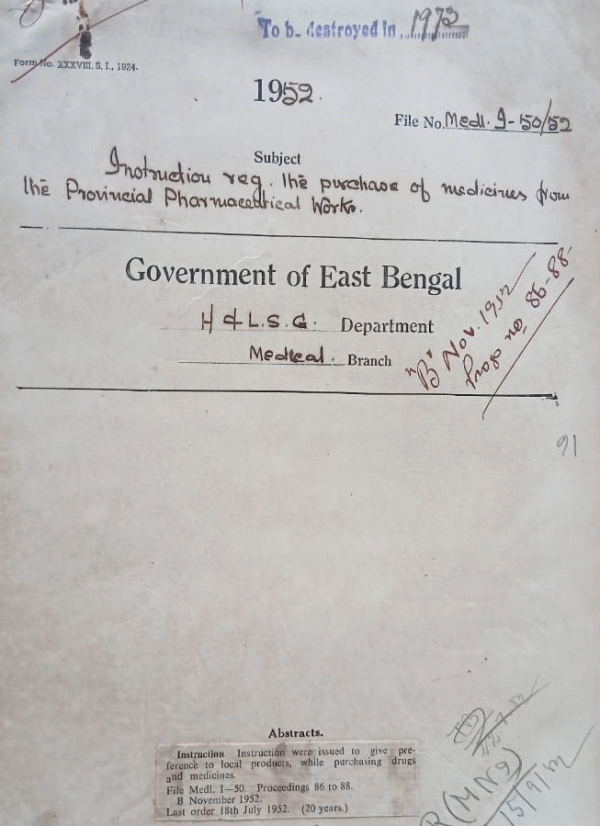 To be destroyed in 1973
Form No. XXXVIII, S. I., 1924.
1952.
File No. Medl. I-50/52
Subject
Instruction reg. the purchase of medicines from
the Provincial Pharmaceutical Works.
Government of East Bengal
H & L.S.G. Department
Medical. Branch
"B" Nov. 1952
Progs no. 86-88-
91
Abstracts.
Instruction Instruction were issued to give pre-
ference to local products, while purchasing drugs
and medicines.
File Medl. I—50. Proceedings 86 to 88.
B November 1952.
Last order 18th July 1952. (20 years.)